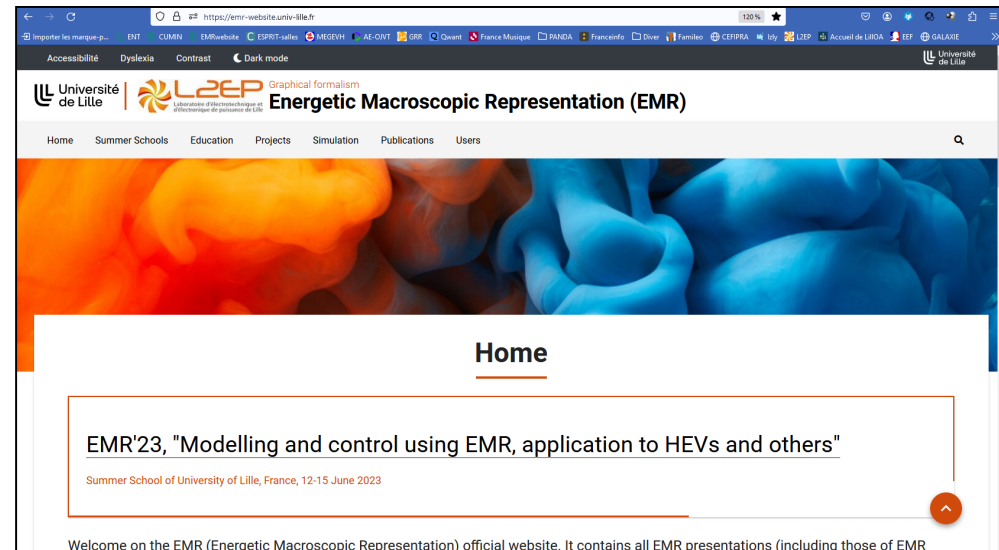 https://emr-website.univ-lille.fr 120 %
Importer les marque-p... ENT CUMIN EMRwebsite ESPRIT-salles MEGEVH AE-OJVT GRR Qwant France Musique PANDA Franceinfo Diver Famileo CEFIPRA Izly L2EP Accueil de LillOA EEF GALAXIE
Accessibilité Dyslexia Contrast Dark mode Université de Lille
Université de Lille
L2EP
Laboratoire d'Electrotechnique et
d'Electronique de puissance de Lille
Graphical formalism
Energetic Macroscopic Representation (EMR)
Home Summer Schools Education Projects Simulation Publications Users
Home
EMR'23, "Modelling and control using EMR, application to HEVs and others"
Summer School of University of Lille, France, 12-15 June 2023
Welcome on the EMR (Energetic Macroscopic Representation) official website. It contains all EMR presentations (including those of EMR